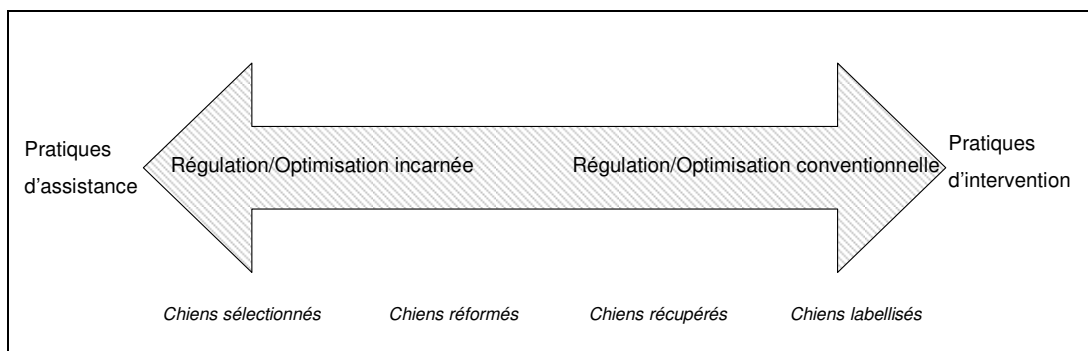 Pratiques
d'assistance
Régulation/Optimisation incarnée
Régulation/Optimisation conventionnelle
Pratiques
d'intervention
Chiens sélectionnés
Chiens réformés
Chiens récupérés
Chiens labellisés